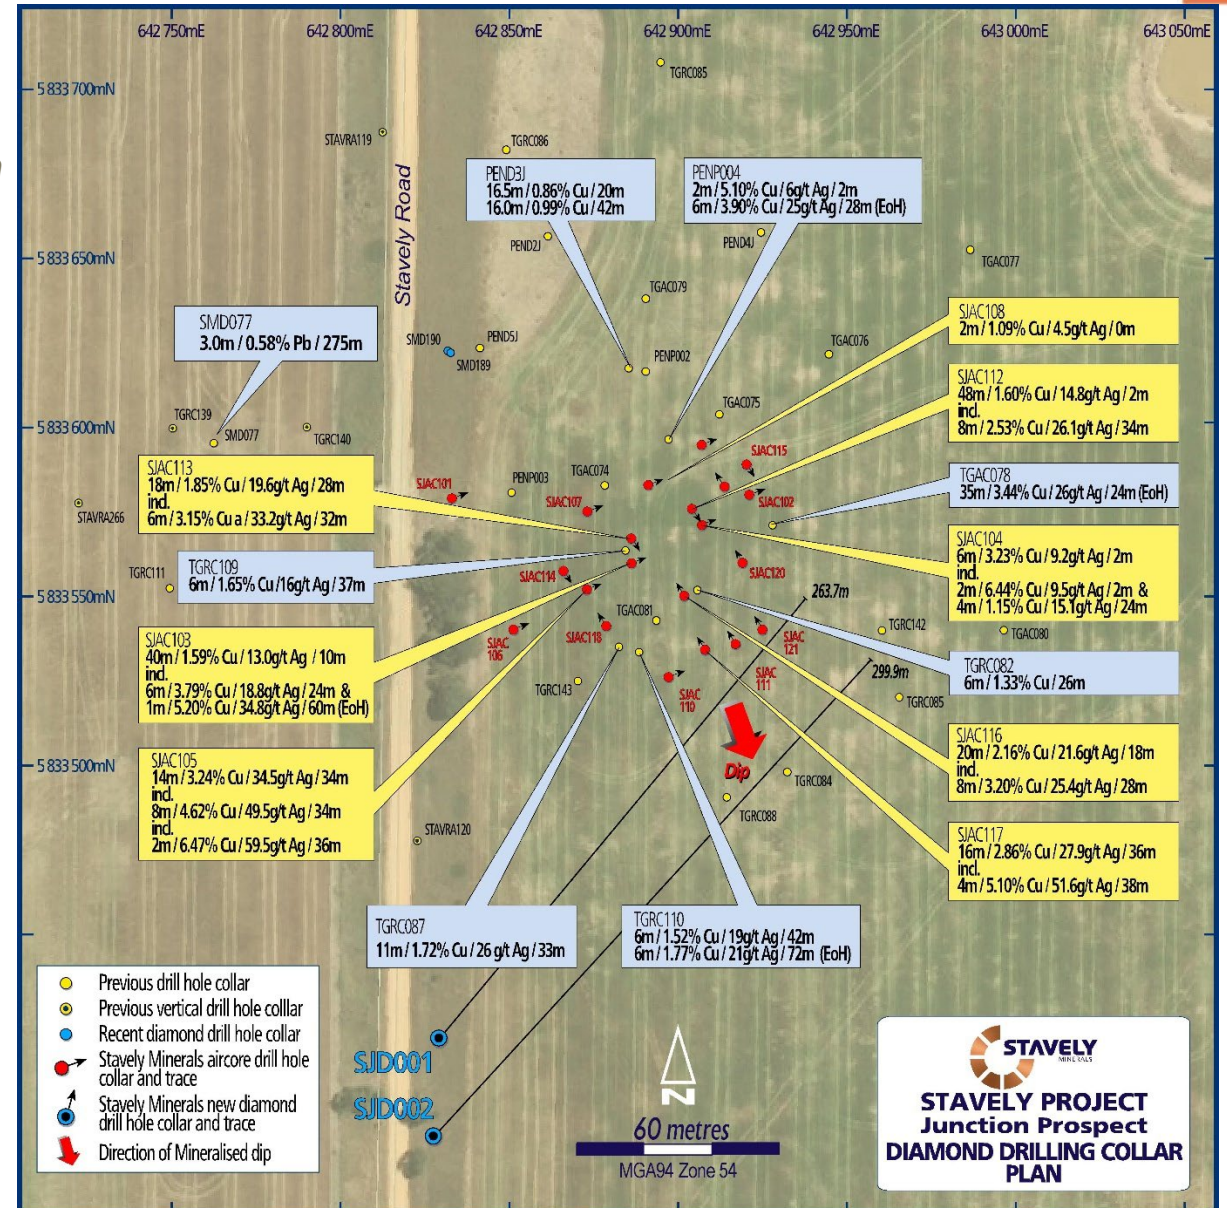 642 750mE
642 800mE
642 850mE
642 900mE
642 950mE
643 000mE
643 050mE
5 833 700mN
5 833 650mN
5 833 600mN
5 833 550mN
5 833 500mN
Stavely Road
TGRC085
STAVRA119
TGRC086
PEND3J
16.5m / 0.86% Cu / 20m
16.0m / 0.99% Cu / 42m
PENP004
2m / 5.10% Cu / 6g/t Ag / 2m
6m / 3.90% Cu / 25g/t Ag / 28m (EoH)
PEND2J
PEND4J
TGAC077
TGAC079
SMD077
3.0m / 0.58% Pb / 275m
SMD190
SMD189
PEND5J
PENP002
TGAC076
SJAC108
2m / 1.09% Cu / 4.5g/t Ag / 0m
SJAC112
48m / 1.60% Cu / 14.8g/t Ag / 2m
incl.
8m / 2.53% Cu / 26.1g/t Ag / 34m
TGAC075
TGRC139
SMD077
TGRC140
SJAC115
SJAC113
18m / 1.85% Cu / 19.6g/t Ag / 28m
incl.
6m / 3.15% Cu a / 33.2g/t Ag / 32m
SJAC101
PENP003
TGAC074
SJAC107
SJAC102
TGAC078
35m / 3.44% Cu / 26g/t Ag / 24m (EoH)
STAVRA266
SJAC104
6m / 3.23% Cu / 9.2g/t Ag / 2m
incl.
2m / 6.44% Cu / 9.5g/t Ag / 2m &
4m / 1.15% Cu / 15.1g/t Ag / 24m
TGRC109
6m / 1.65% Cu /16g/t Ag / 37m
TGRC111
SJAC114
SJAC120
263.7m
SJAC103
40m / 1.59% Cu / 13.0g/t Ag / 10m
incl.
6m / 3.79% Cu / 18.8g/t Ag / 24m &
1m / 5.20% Cu / 34.8g/t Ag / 60m (EoH)
SJAC
106
SJAC118
TGAC081
SJAC
121
TGRC142
TGAC080
TGRC082
6m / 1.33% Cu / 26m
299.9m
TGRC143
SJAC
110
SJAC
111
TGRC085
SJAC116
20m / 2.16% Cu / 21.6g/t Ag / 18m
incl.
8m / 3.20% Cu / 25.4g/t Ag / 28m
SJAC105
14m / 3.24% Cu / 34.5g/t Ag / 34m
incl.
8m / 4.62% Cu / 49.5g/t Ag / 34m
incl.
2m / 6.47% Cu / 59.5g/t Ag / 36m
Dip
TGRC084
TGRC088
STAVRA120
SJAC117
16m / 2.86% Cu / 27.9g/t Ag / 36m
incl.
4m / 5.10% Cu / 51.6g/t Ag / 38m
TGRC087
11m / 1.72% Cu / 26 g/t Ag / 33m
TGRC110
6m / 1.52% Cu / 19g/t Ag / 42m
6m / 1.77% Cu / 21g/t Ag / 72m (EoH)
Previous drill hole collar
Previous vertical drill hole colllar
Recent diamond drill hole collar
Stavely Minerals aircore drill hole
collar and trace
Stavely Minerals new diamond
drill hole collar and trace
Direction of Mineralised dip
SJD001
SJD002
N
60 metres
MGA94 Zone 54
STAVELY
MINERALS
STAVELY PROJECT
Junction Prospect
DIAMOND DRILLING COLLAR
PLAN